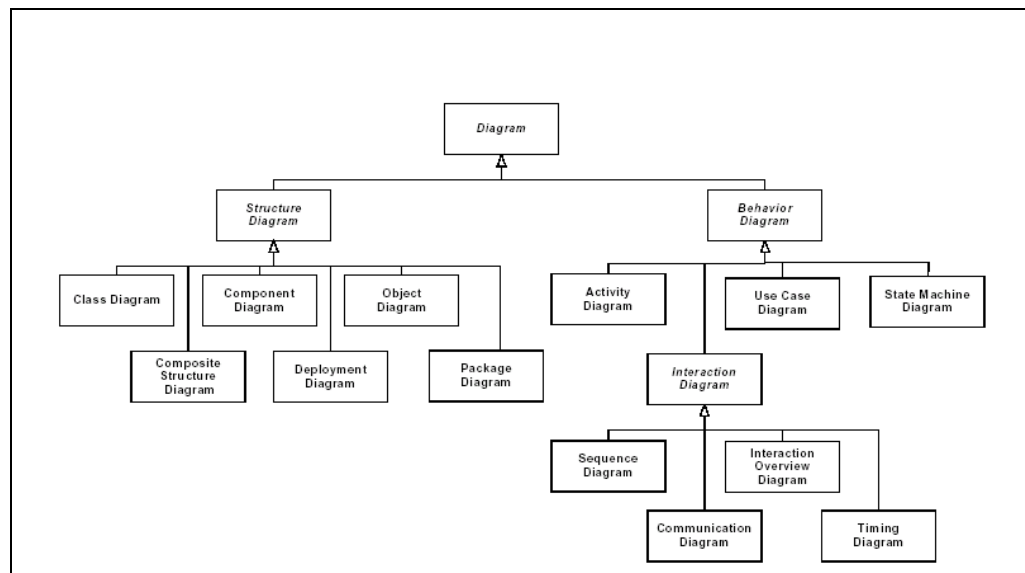 Diagram
Structure
Diagram
Behavior
Diagram
Class Diagram
Component
Diagram
Object
Diagram
Activity
Diagram
Use Case
Diagram
State Machine
Diagram
Composite
Structure
Diagram
Deployment
Diagram
Package
Diagram
Interaction
Diagram
Sequence
Diagram
Interaction
Overview
Diagram
Communication
Diagram
Timing
Diagram